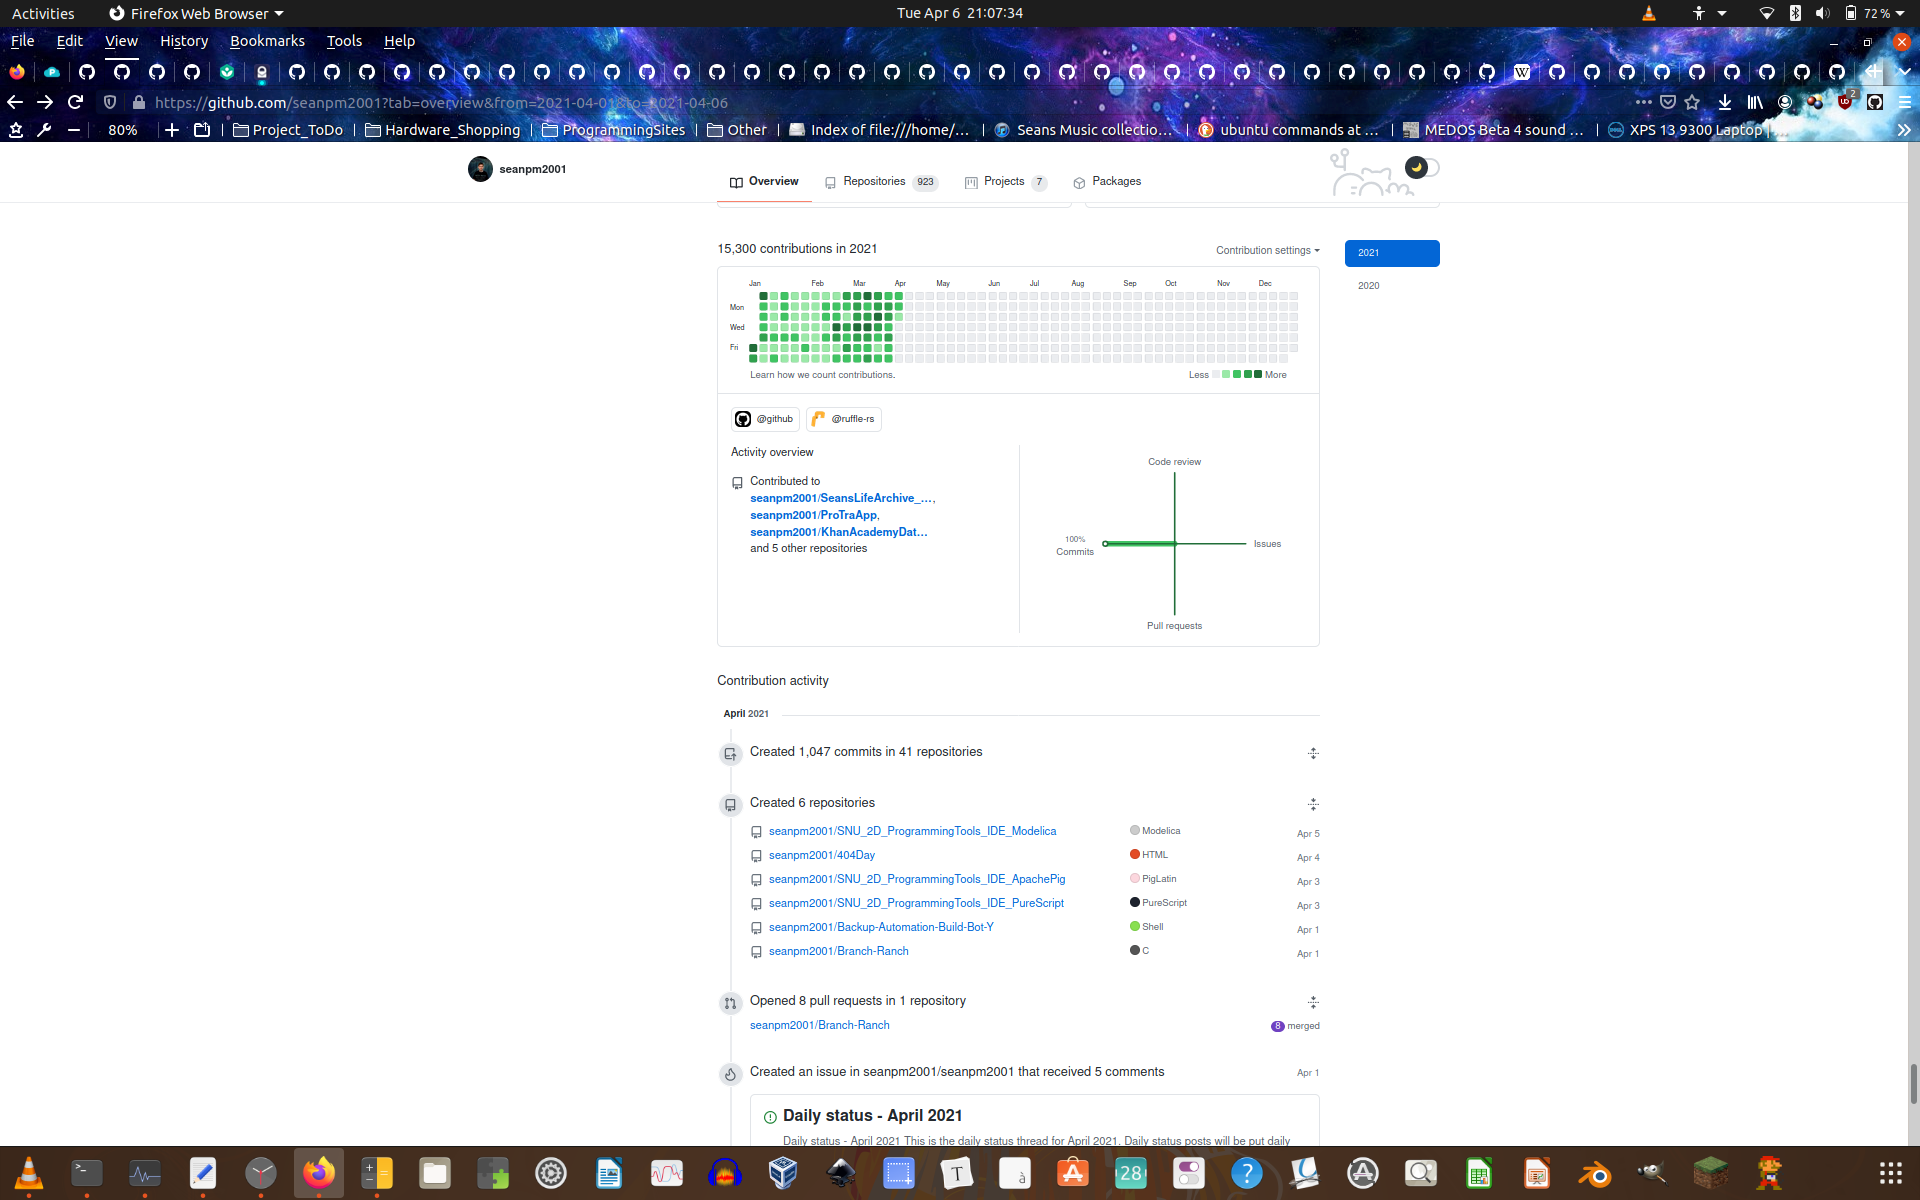 Activities Firefox Web Browser Tue Apr 6 21:07:34 72 %
File Edit View History Bookmarks Tools Help
https://github.com/seanpm2001?tab=overview&from=2021-04-01&to=2021-04-06 2
80% Project_ToDo Hardware_Shopping ProgrammingSites Other Index of file:///home/… Seans Music collectio… ubuntu commands at … MEDOS Beta 4 sound … XPS 13 9300 Laptop | …
seanpm2001 Overview Repositories 923 Projects 7 Packages
15,300 contributions in 2021 Contribution settings 2021
2020
Jan Feb Mar Apr May Jun Jul Aug Sep Oct Nov Dec
Mon
Wed
Fri
Learn how we count contributions. Less More
@github @ruffle-rs
Activity overview
Contributed to
seanpm2001/SeansLifeArchive_…,
seanpm2001/ProTraApp,
seanpm2001/KhanAcademyDat…
and 5 other repositories
Code review
100%
Commits
Issues
Pull requests
Contribution activity
April 2021
Created 1,047 commits in 41 repositories
Created 6 repositories
seanpm2001/SNU_2D_ProgrammingTools_IDE_Modelica Modelica Apr 5
seanpm2001/404Day HTML Apr 4
seanpm2001/SNU_2D_ProgrammingTools_IDE_ApachePig PigLatin Apr 3
seanpm2001/SNU_2D_ProgrammingTools_IDE_PureScript PureScript Apr 3
seanpm2001/Backup-Automation-Build-Bot-Y Shell Apr 1
seanpm2001/Branch-Ranch C Apr 1
Opened 8 pull requests in 1 repository
seanpm2001/Branch-Ranch 8 merged
Created an issue in seanpm2001/seanpm2001 that received 5 comments Apr 1
Daily status - April 2021
Daily status - April 2021 This is the daily status thread for April 2021. Daily status posts will be put daily